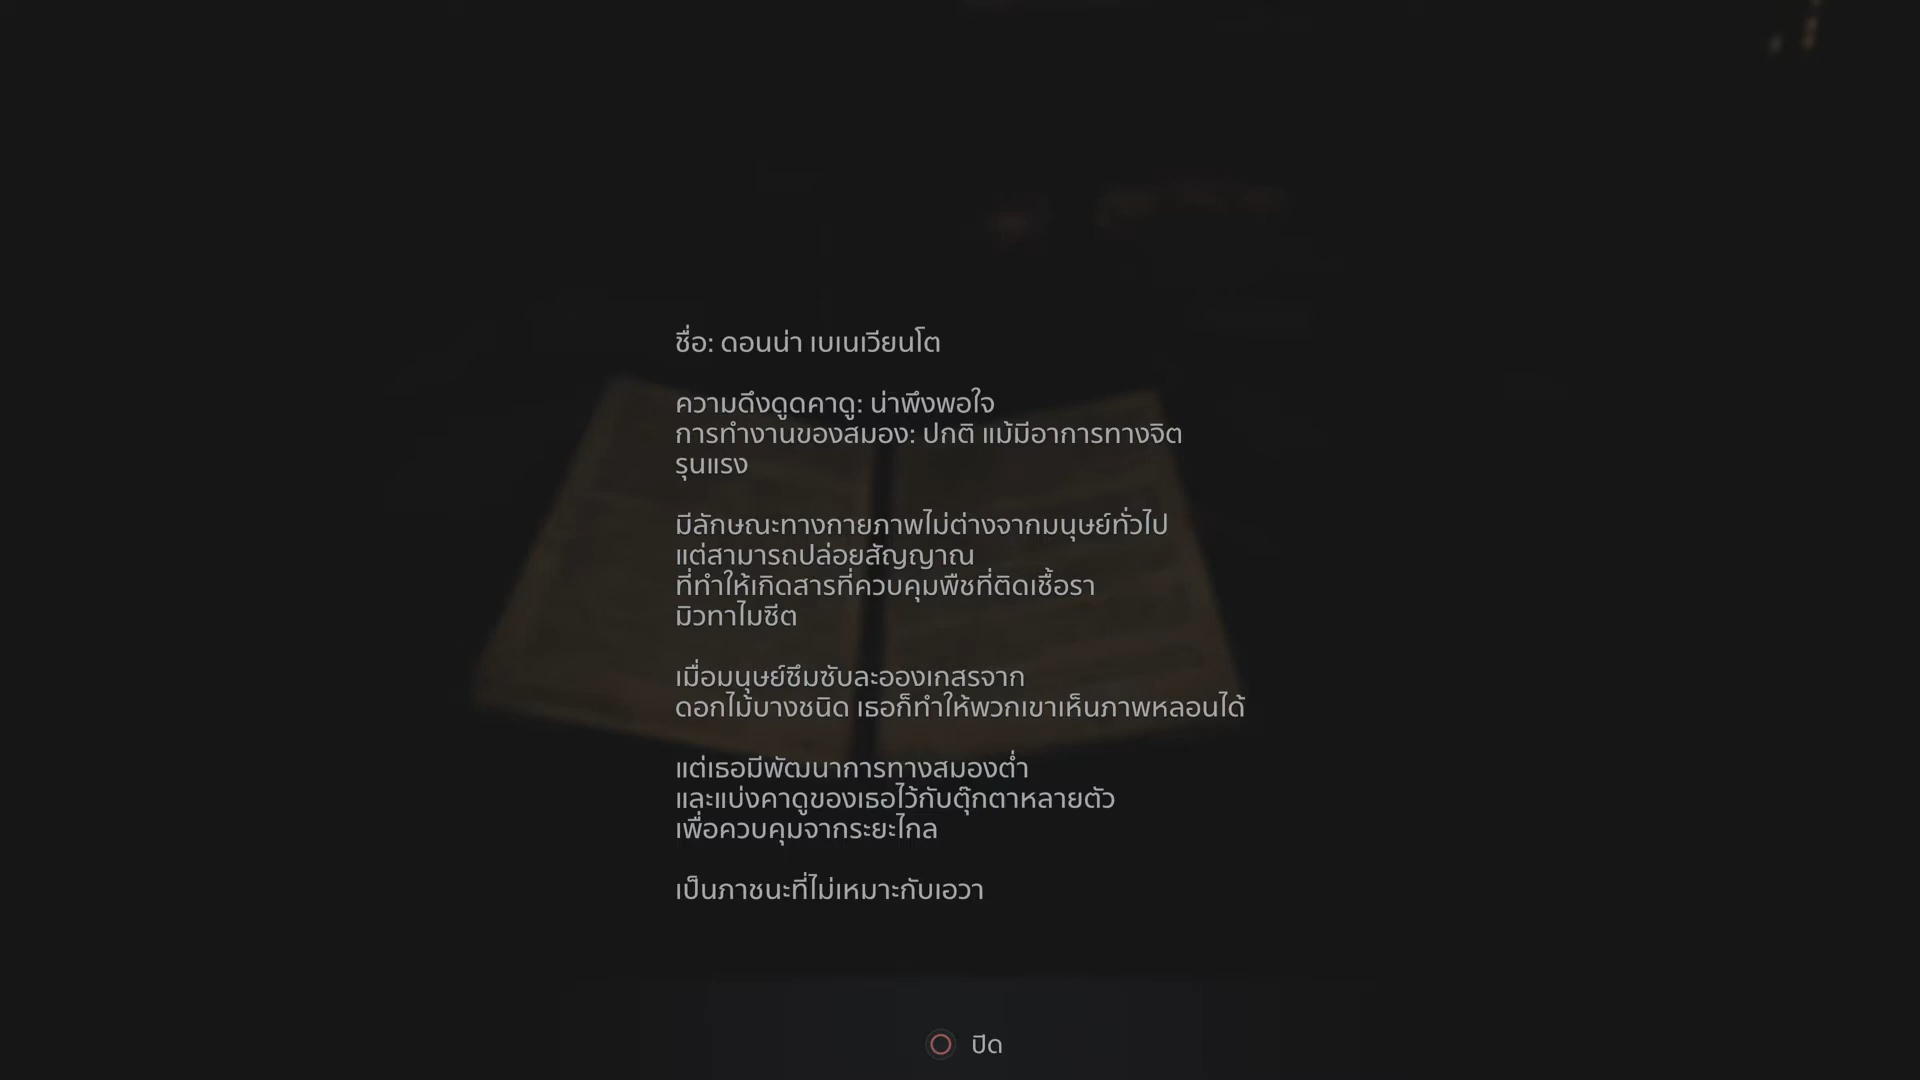 ชื่อ: ดอนน่า เบเนเวียนโต
ความดึงดูดคาดู: น่าพึงพอใจ
การทำงานของสมอง: ปกติ แม้มีอาการทางจิต
รุนแรง
มีลักษณะทางกายภาพไม่ต่างจากมนุษย์ทั่วไป
แต่สามารถปล่อยสัญญาณ
ที่ทำให้เกิดสารที่ควบคุมพืชที่ติดเชื้อรา
มิวทาไมซีต
เมื่อมนุษย์ซึมซับละอองเกสรจาก
ดอกไม้บางชนิด เธอก็ทำให้พวกเขาเห็นภาพหลอนได้
แต่เธอมีพัฒนาการทางสมองต่ำ
และแบ่งคาดูของเธอไว้กับตุ๊กตาหลายตัว
เพื่อควบคุมจากระยะไกล
เป็นภาชนะที่ไม่เหมาะกับเอวา
ปิด